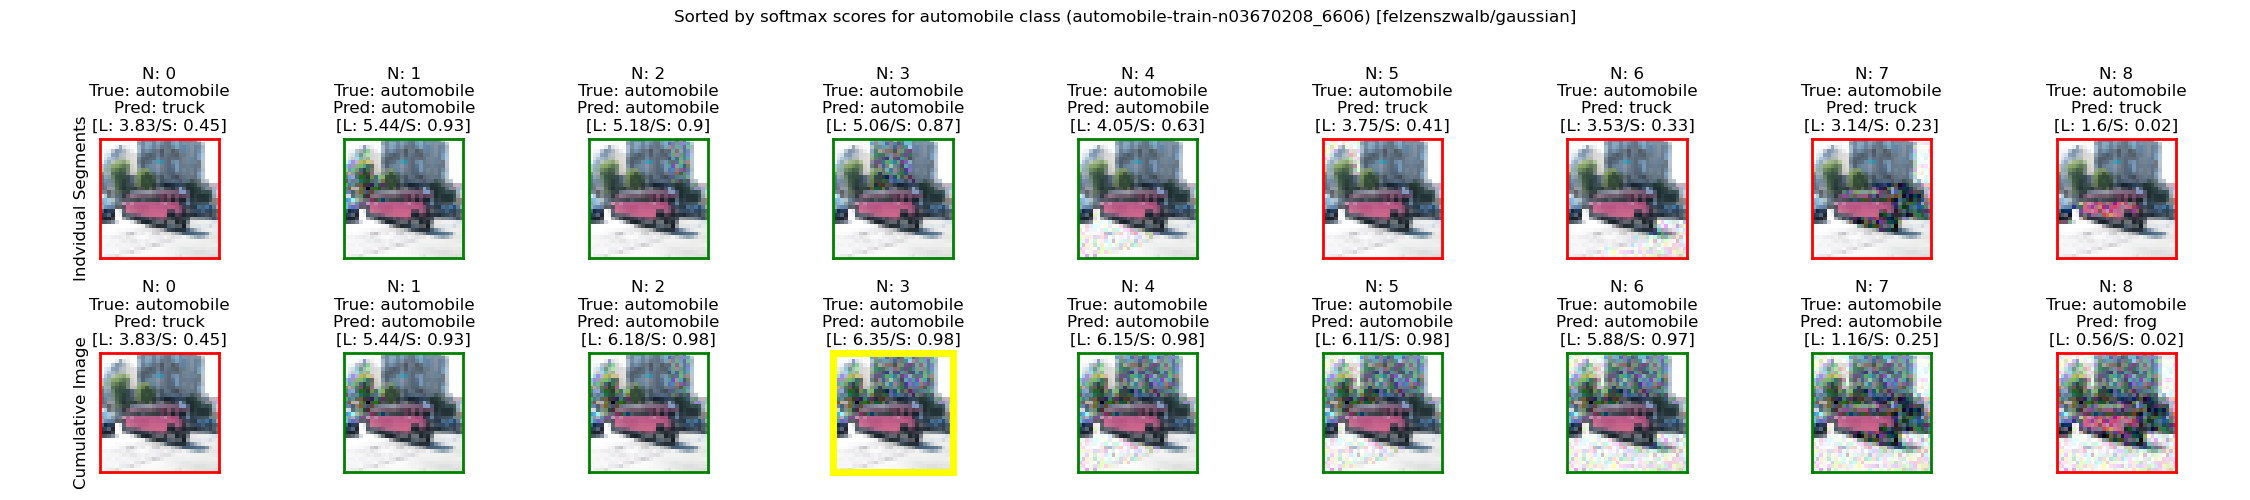 Sorted by softmax scores for automobile class (automobile-train-n03670208_6606) [felzenszwalb/gaussian]
Indvidual Segments
N: 0
True: automobile
Pred: truck
[L: 3.83/S: 0.45]
N: 1
True: automobile
Pred: automobile
[L: 5.44/S: 0.93]
N: 2
True: automobile
Pred: automobile
[L: 5.18/S: 0.9]
N: 3
True: automobile
Pred: automobile
[L: 5.06/S: 0.87]
N: 4
True: automobile
Pred: automobile
[L: 4.05/S: 0.63]
N: 5
True: automobile
Pred: truck
[L: 3.75/S: 0.41]
N: 6
True: automobile
Pred: truck
[L: 3.53/S: 0.33]
N: 7
True: automobile
Pred: truck
[L: 3.14/S: 0.23]
N: 8
True: automobile
Pred: truck
[L: 1.6/S: 0.02]
Cumulative Image
N: 0
True: automobile
Pred: truck
[L: 3.83/S: 0.45]
N: 1
True: automobile
Pred: automobile
[L: 5.44/S: 0.93]
N: 2
True: automobile
Pred: automobile
[L: 6.18/S: 0.98]
N: 3
True: automobile
Pred: automobile
[L: 6.35/S: 0.98]
N: 4
True: automobile
Pred: automobile
[L: 6.15/S: 0.98]
N: 5
True: automobile
Pred: automobile
[L: 6.11/S: 0.98]
N: 6
True: automobile
Pred: automobile
[L: 5.88/S: 0.97]
N: 7
True: automobile
Pred: automobile
[L: 1.16/S: 0.25]
N: 8
True: automobile
Pred: frog
[L: 0.56/S: 0.02]